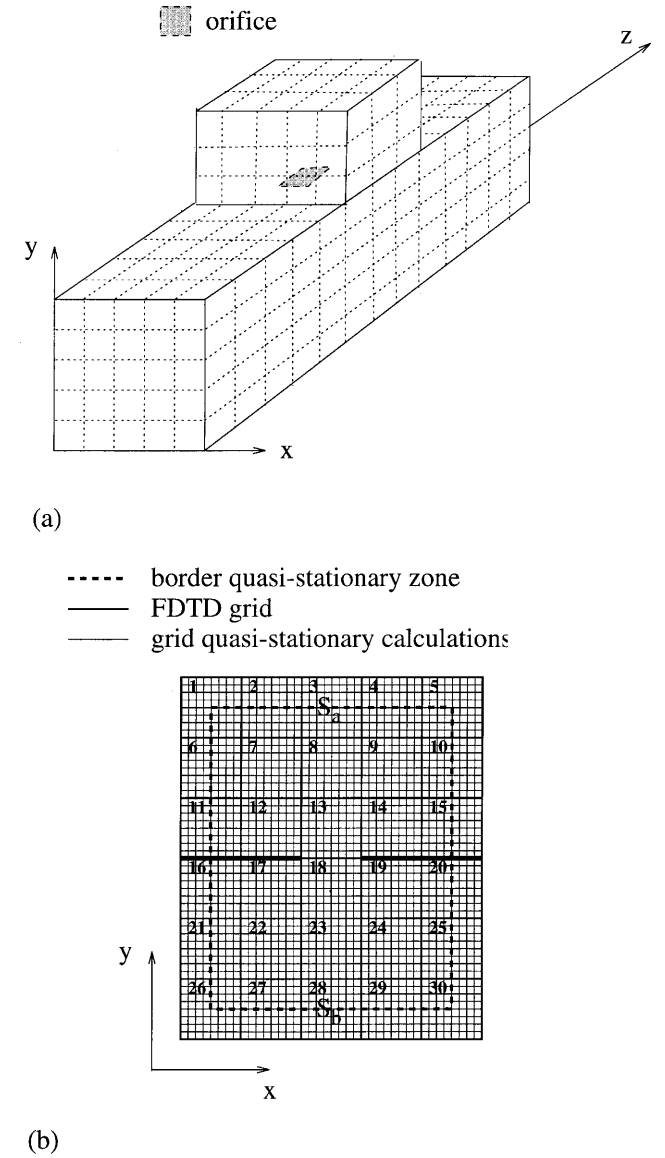 orifice
z
y
x
(a)
border quasi-stationary zone
FDTD grid
grid quasi-stationary calculations
1 2 3 4 5
Sa
6 7 8 9 10
11 12 13 14 15
16 17 18 19 20
21 22 23 24 25
y
26 27 28 29 30
Sb
x
(b)